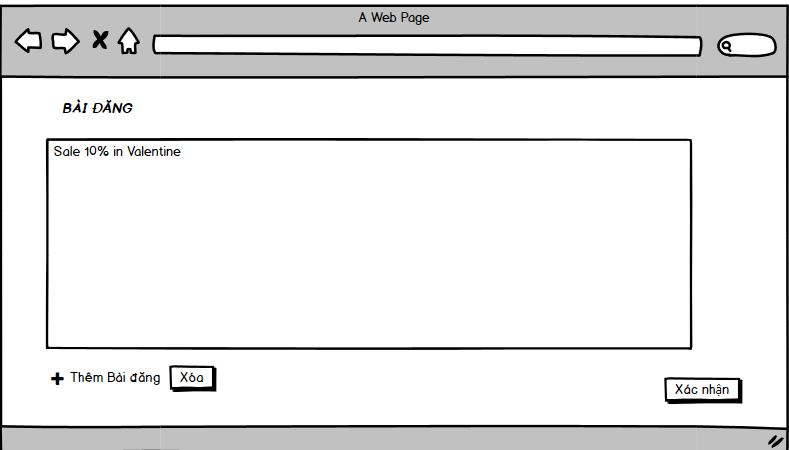 A Web Page
BÀI ĐĂNG
Sale 10% in Valentine
Thêm Bài đăng
Xóa
Xác nhận